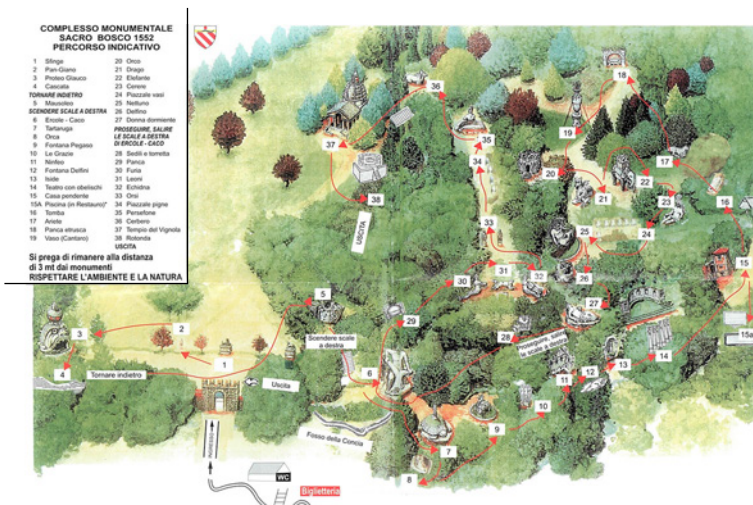 COMPLESSO MONUMENTALE
SACRO BOSCO 1552
PERCORSO INDICATIVO
1 Sfinge
2 Pan-Giano
3 Proteo Glauco
4 Cascata
TORNARE INDIETRO
5 Mausoleo
SCENDERE SCALE A DESTRA
6 Ercole - Caco
7 Tartaruga
8 Orca
9 Fontana Pegaso
10 Le Grazie
11 Ninfeo
12 Fontana Delfini
13 Iside
14 Teatro con obelischi
15 Casa pendente
15A Piscina (in Restauro)*
16 Tomba
17 Ariete
18 Panca etrusca
19 Vaso (Cantaro)
20 Orco
21 Drago
22 Elefante
23 Cerere
24 Piazzale vasi
25 Nettuno
26 Delfino
27 Donna dormiente
PROSEGUIRE, SALIRE
LE SCALE A DESTRA
DI ERCOLE - CACO
28 Sedili e torretta
29 Panca
30 Furia
31 Leoni
32 Echidna
33 Orsi
34 Piazzale pigne
35 Persefone
36 Cerbero
37 Tempio del Vignola
38 Rotonda
USCITA
Si prega di rimanere alla distanza
di 3 mt dai monumenti
RISPETTARE L'AMBIENTE E LA NATURA
18
36
19
35
37
17
34
20
22
21
23
38
16
33
25
24
USCITA
31
15
32
30
26
5
27
29
2
3
Scendere scale
a destra
28
Proseguire, salire
le scale a destra
15a
1
13
14
4
Tornare indietro
6
12
11
Uscita
10
9
INGRESSO
Fosso della Concia
7
8
WC
Biglietteria